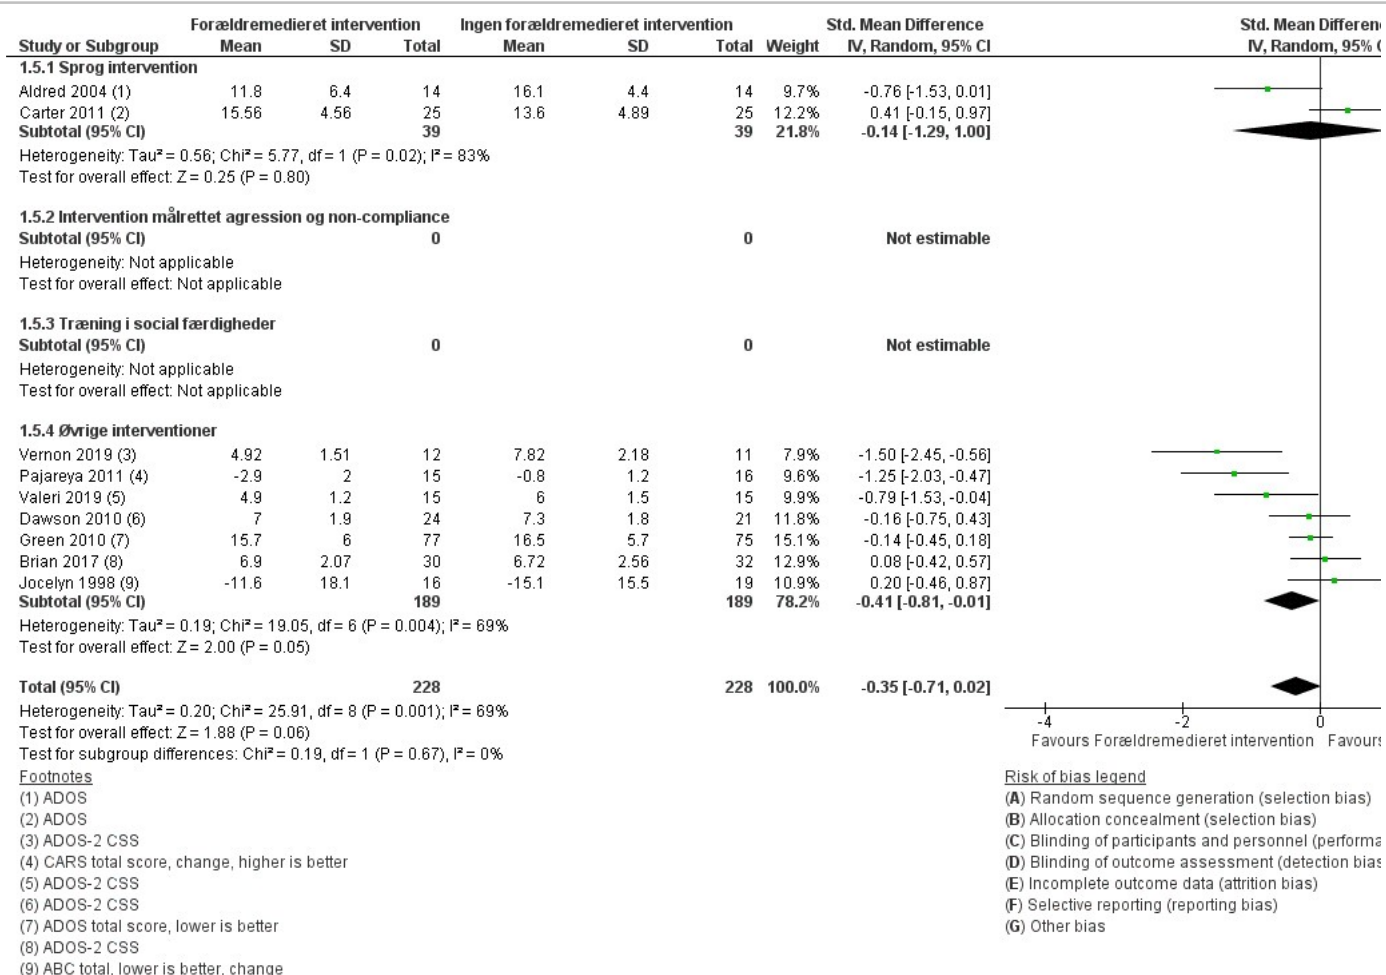 Forældremedieret intervention Ingen forældremedieret intervention Std. Mean Difference Std. Mean Differenc
Study or Subgroup Mean SD Total Mean SD Total Weight IV, Random, 95% CI IV, Random, 95% C
1.5.1 Sprog intervention
Aldred 2004 (1) 11.8 6.4 14 16.1 4.4 14 9.7% -0.76 [-1.53, 0.01]
Carter 2011 (2) 15.56 4.56 25 13.6 4.89 25 12.2% 0.41 [-0.15, 0.97]
Subtotal (95% CI) 39 39 21.8% -0.14 [-1.29, 1.00]
Heterogeneity: Tau² = 0.56; Chi² = 5.77, df = 1 (P = 0.02); I² = 83%
Test for overall effect: Z = 0.25 (P = 0.80)
1.5.2 Intervention målrettet agression og non-compliance
Subtotal (95% CI) 0 0 Not estimable
Heterogeneity: Not applicable
Test for overall effect: Not applicable
1.5.3 Træning i social færdigheder
Subtotal (95% CI) 0 0 Not estimable
Heterogeneity: Not applicable
Test for overall effect: Not applicable
1.5.4 Øvrige interventioner
Vernon 2019 (3) 4.92 1.51 12 7.82 2.18 11 7.9% -1.50 [-2.45, -0.56]
Pajareya 2011 (4) -2.9 2 15 -0.8 1.2 16 9.6% -1.25 [-2.03, -0.47]
Valeri 2019 (5) 4.9 1.2 15 6 1.5 15 9.9% -0.79 [-1.53, -0.04]
Dawson 2010 (6) 7 1.9 24 7.3 1.8 21 11.8% -0.16 [-0.75, 0.43]
Green 2010 (7) 15.7 6 77 16.5 5.7 75 15.1% -0.14 [-0.45, 0.18]
Brian 2017 (8) 6.9 2.07 30 6.72 2.56 32 12.9% 0.08 [-0.42, 0.57]
Jocelyn 1998 (9) -11.6 18.1 16 -15.1 15.5 19 10.9% 0.20 [-0.46, 0.87]
Subtotal (95% CI) 189 189 78.2% -0.41 [-0.81, -0.01]
Heterogeneity: Tau² = 0.19; Chi² = 19.05, df = 6 (P = 0.004); I² = 69%
Test for overall effect: Z = 2.00 (P = 0.05)
Total (95% CI) 228 228 100.0% -0.35 [-0.71, 0.02]
Heterogeneity: Tau² = 0.20; Chi² = 25.91, df = 8 (P = 0.001); I² = 69%
Test for overall effect: Z = 1.88 (P = 0.06)
Test for subgroup differences: Chi² = 0.19, df = 1 (P = 0.67), I² = 0%
-4 -2 0
Favours Forældremedieret intervention Favours
Footnotes
(1) ADOS
(2) ADOS
(3) ADOS-2 CSS
(4) CARS total score, change, higher is better
(5) ADOS-2 CSS
(6) ADOS-2 CSS
(7) ADOS total score, lower is better
(8) ADOS-2 CSS
(9) ABC total, lower is better, change
Risk of bias legend
(A) Random sequence generation (selection bias)
(B) Allocation concealment (selection bias)
(C) Blinding of participants and personnel (performa
(D) Blinding of outcome assessment (detection bias
(E) Incomplete outcome data (attrition bias)
(F) Selective reporting (reporting bias)
(G) Other bias